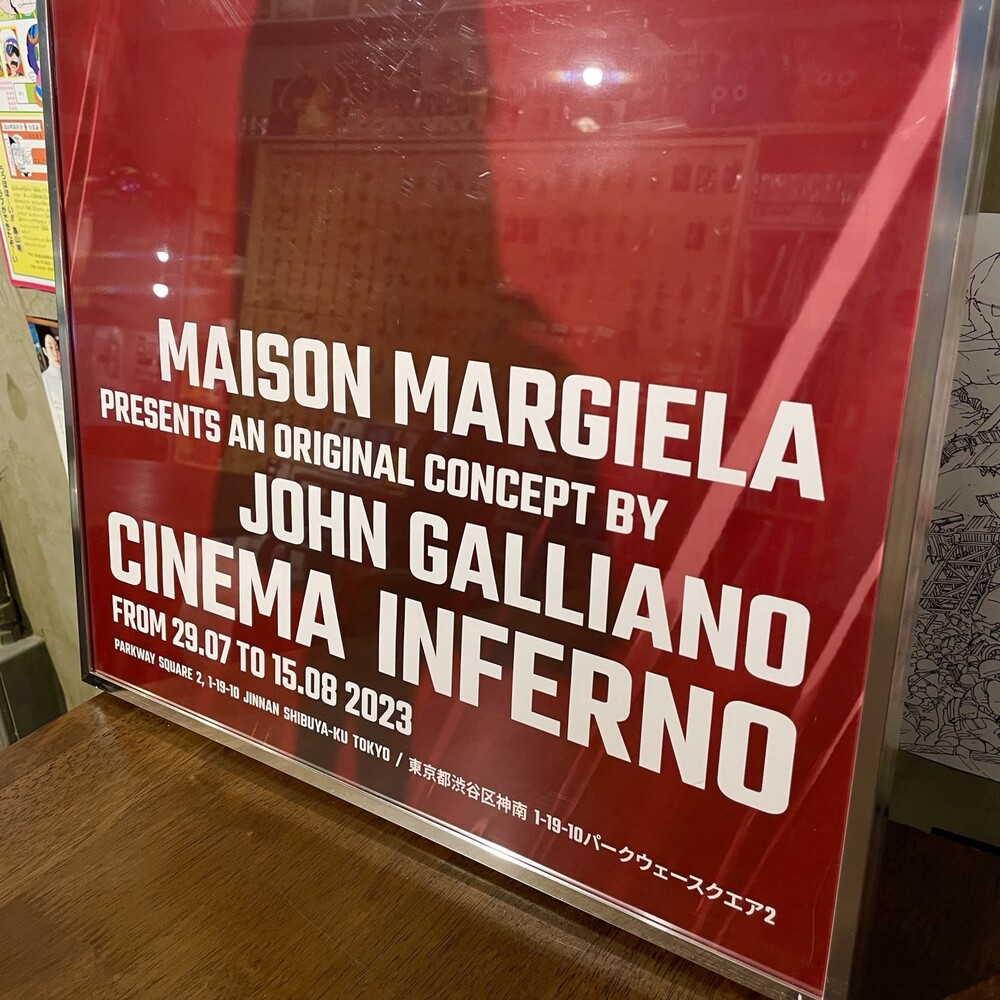 MAISON MARGIELA
PRESENTS AN ORIGINAL CONCEPT BY
JOHN GALLIANO
CINEMA INFERNO
FROM 29.07 TO 15.08 2023
PARKWAY SQUARE 2, 1-19-10 JINNAN SHIBUYA-KU TOKYO / 東京都渋谷区神南 1-19-10パークウェースクエア2